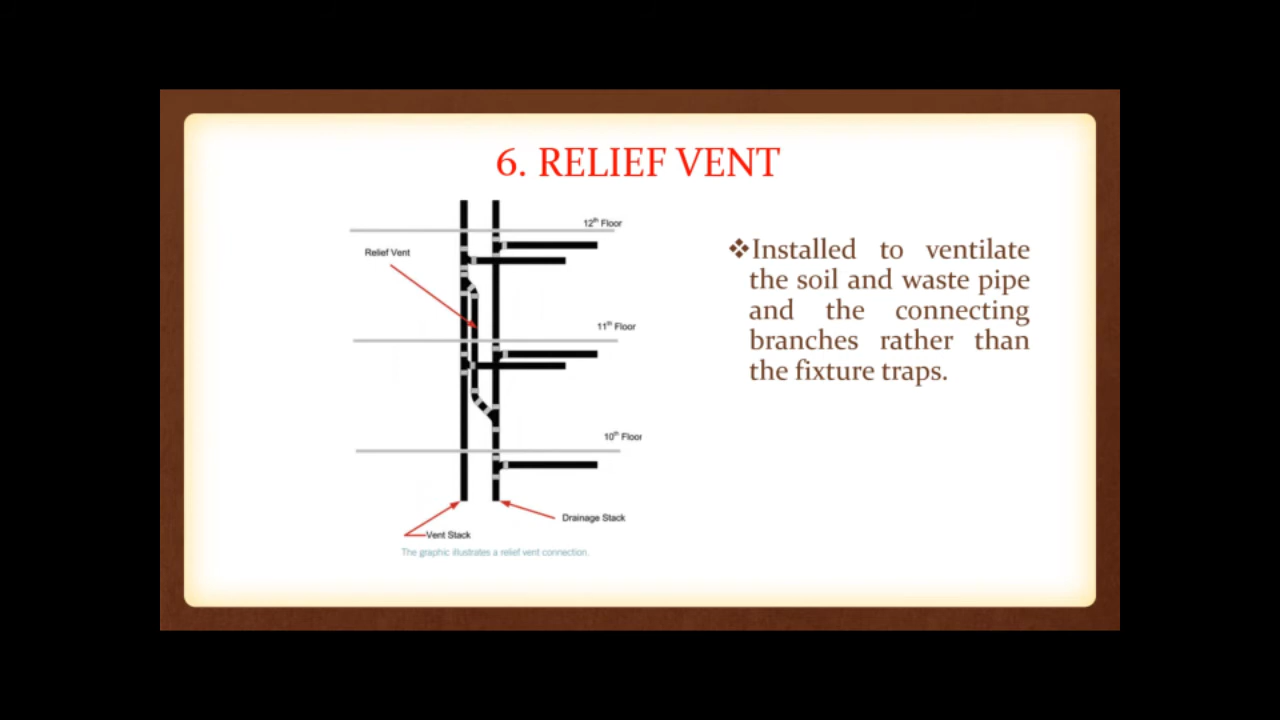 6. RELIEF VENT
12th Floor
Relief Vent
11th Floor
10th Floor
Drainage Stack
Vent Stack
The graphic illustrates a relief vent connection.
❖Installed to ventilate
the soil and waste pipe
and the connecting
branches rather than
the fixture traps.